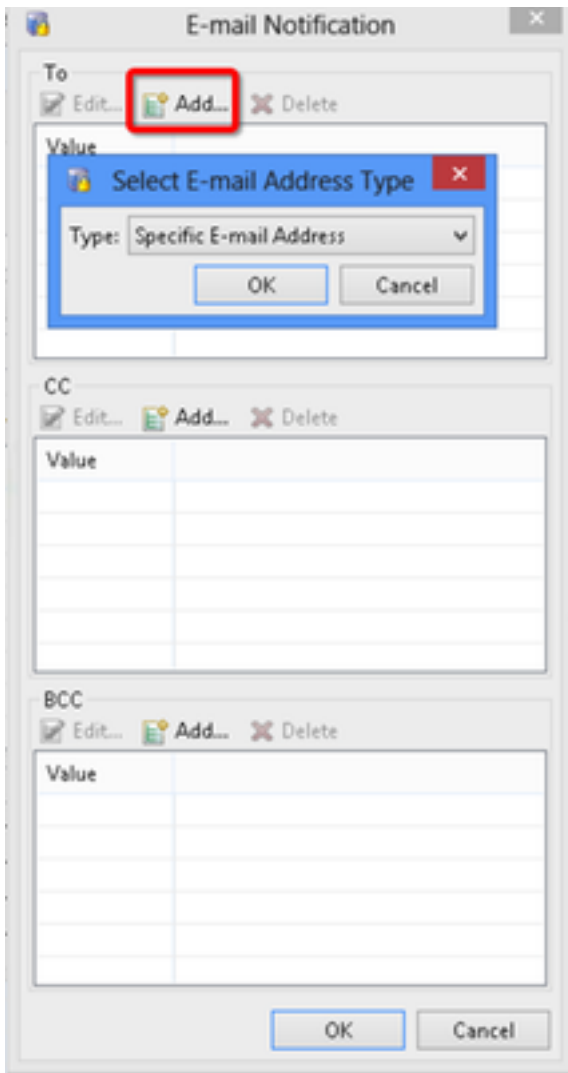 E-mail Notification
To
Edit... Add... Delete
Value
Select E-mail Address Type
Type: Specific E-mail Address
OK Cancel
CC
Edit... Add... Delete
Value
BCC
Edit... Add... Delete
Value
OK Cancel